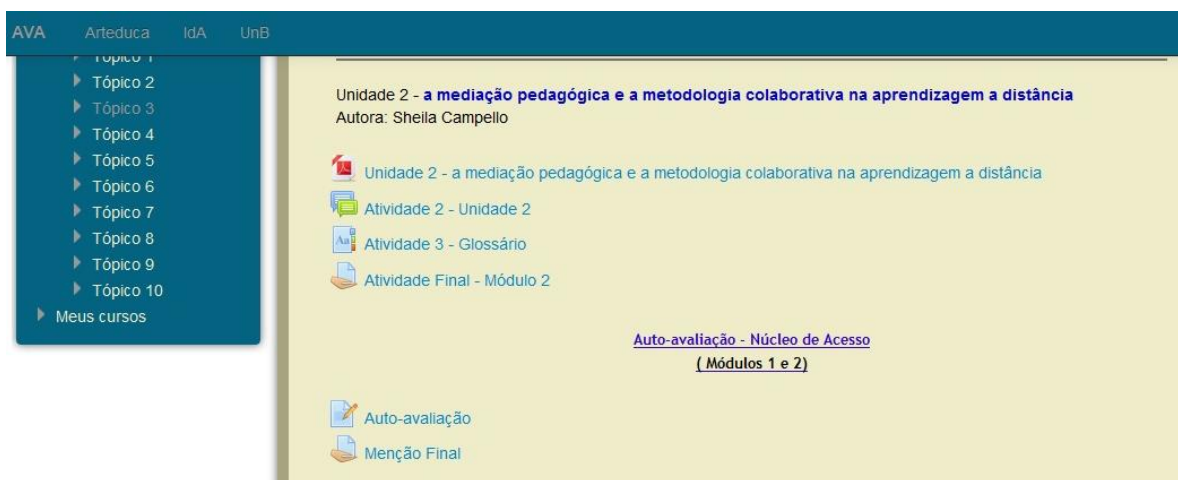 AVA Arteduca IdA UnB
Tópico 1
Tópico 2
Tópico 3
Tópico 4
Tópico 5
Tópico 6
Tópico 7
Tópico 8
Tópico 9
Tópico 10
Meus cursos
Unidade 2 - a mediação pedagógica e a metodologia colaborativa na aprendizagem a distância
Autora: Sheila Campello
Unidade 2 - a mediação pedagógica e a metodologia colaborativa na aprendizagem a distância
Atividade 2 - Unidade 2
Atividade 3 - Glossário
Atividade Final - Módulo 2
Auto-avaliação - Núcleo de Acesso
( Módulos 1 e 2)
Auto-avaliação
Menção Final